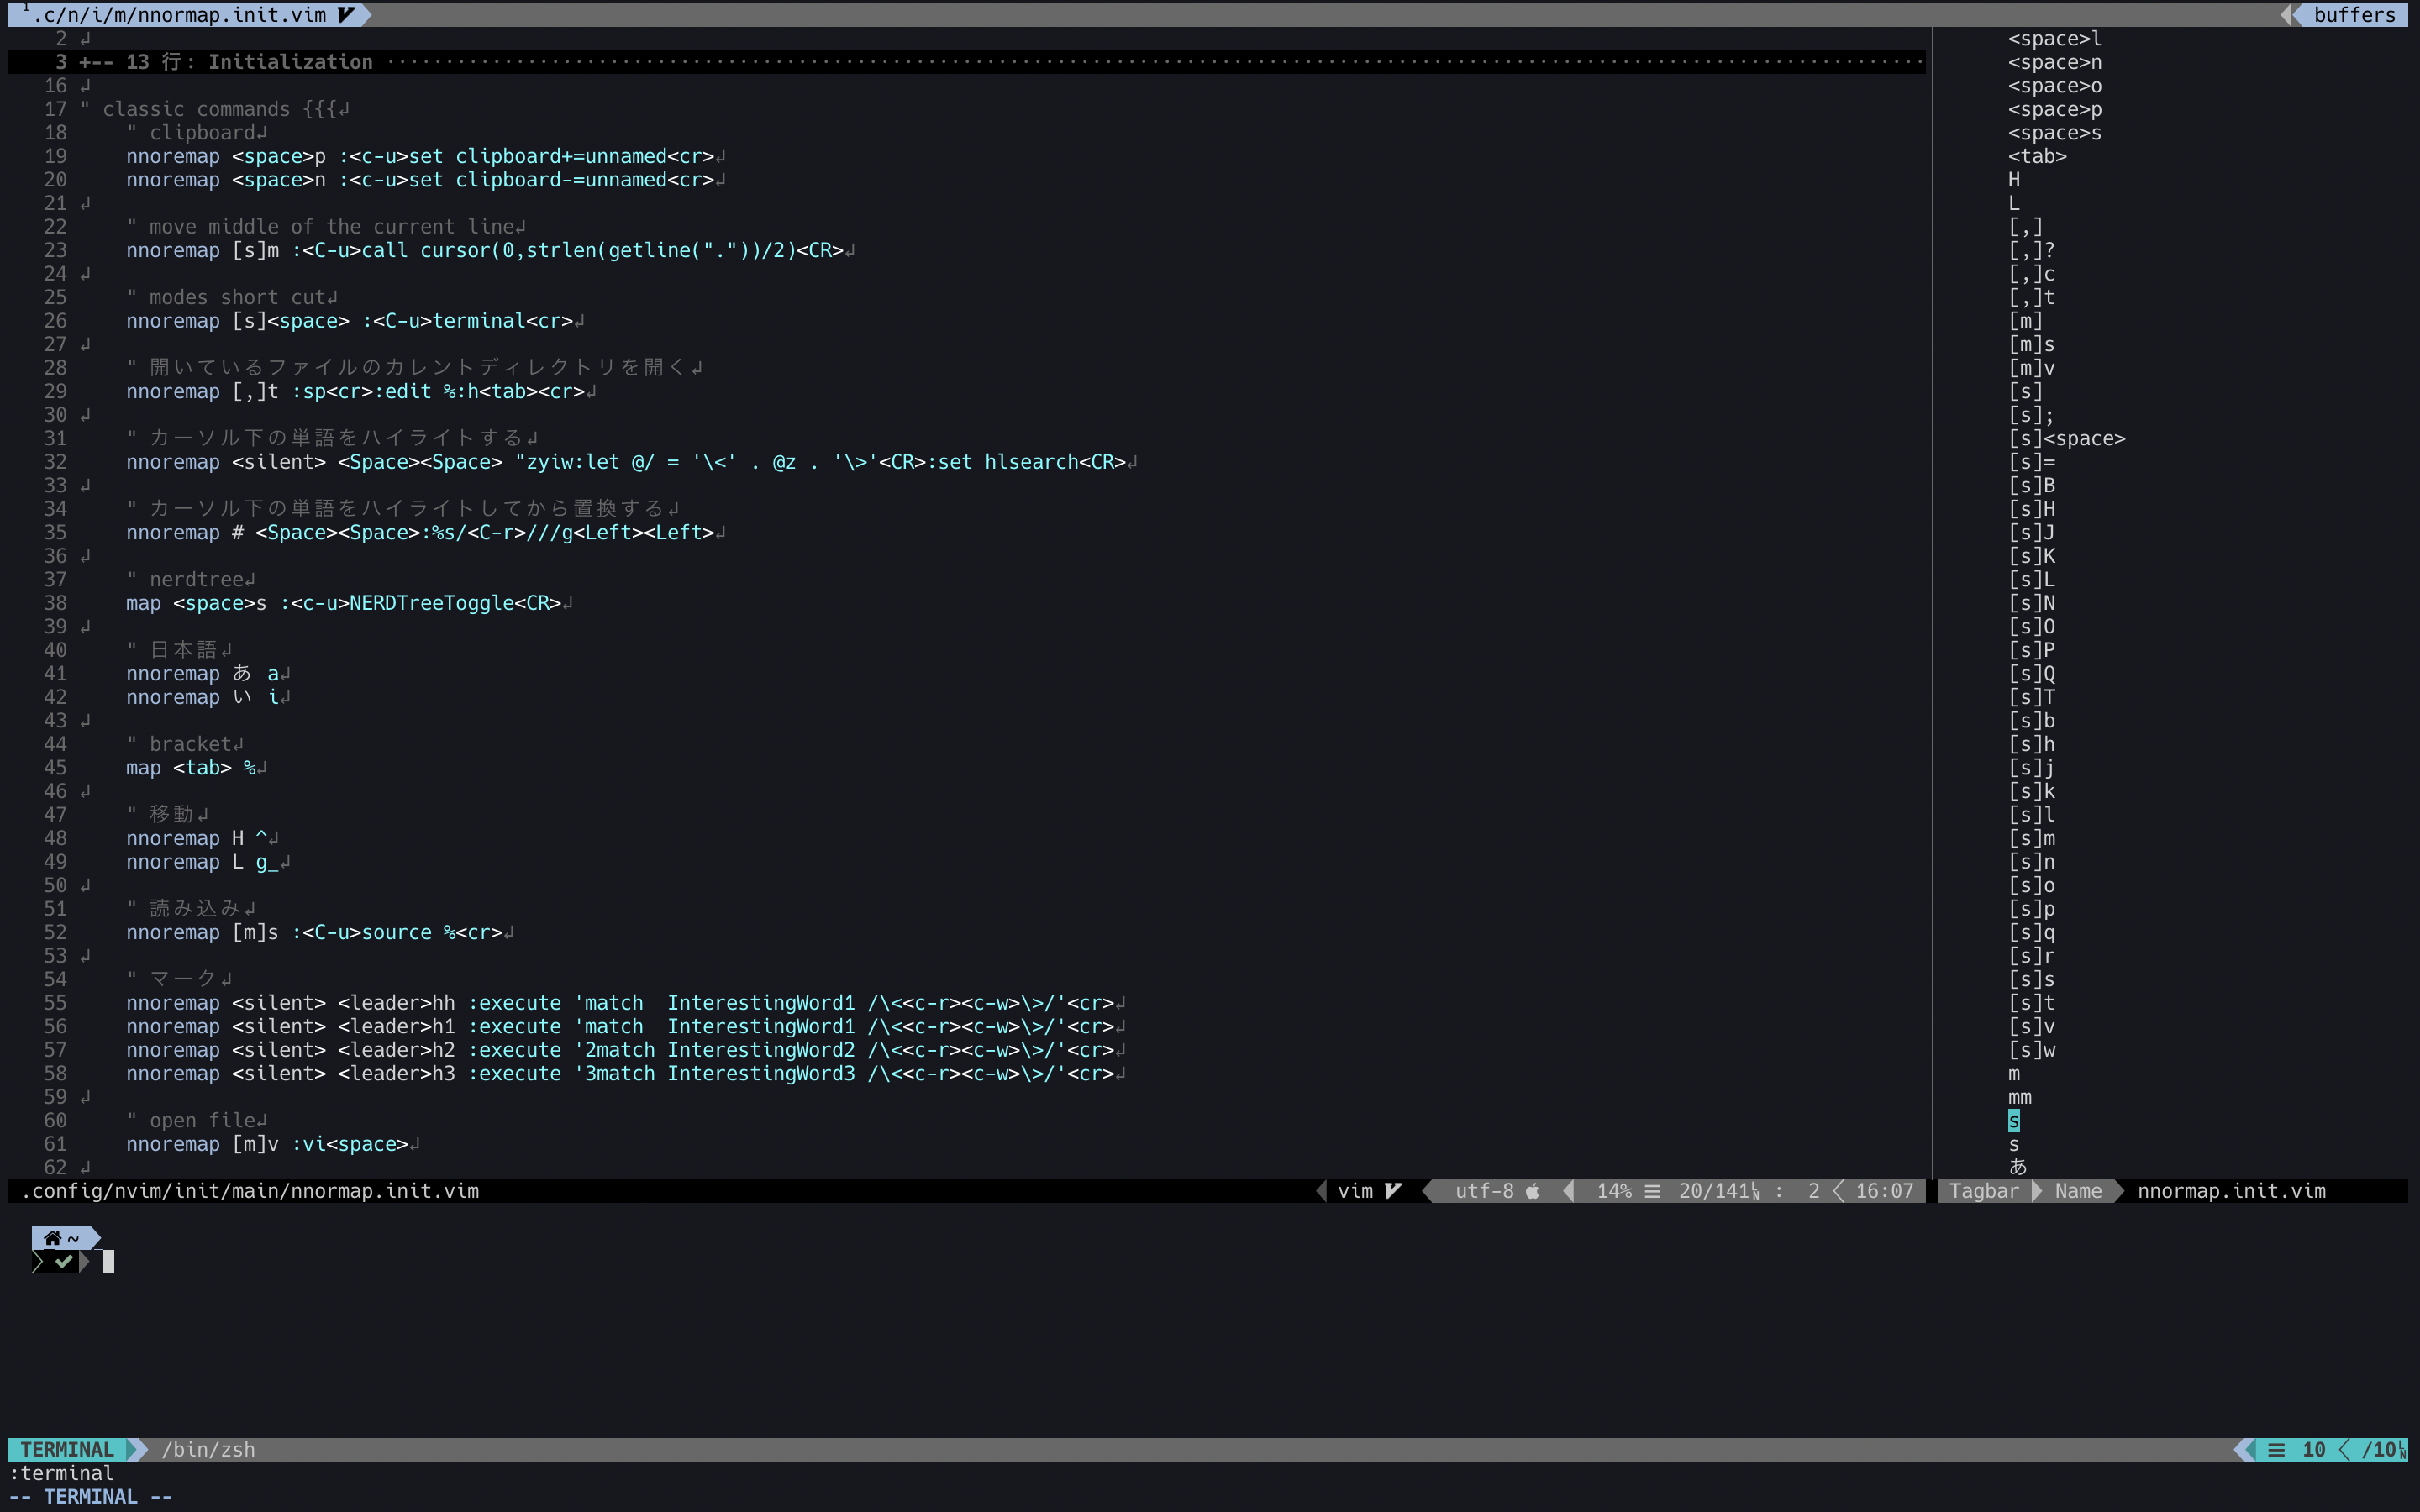 1 .c/n/i/m/nnormap.init.vim
buffers
2 ↲
3 +-- 13 行: Initialization ··········
16 ↲
17 " classic commands {{{↲
18 " clipboard↲
19 nnoremap <space>p :<c-u>set clipboard+=unnamed<cr>↲
20 nnoremap <space>n :<c-u>set clipboard-=unnamed<cr>↲
21 ↲
22 " move middle of the current line↲
23 nnoremap [s]m :<C-u>call cursor(0,strlen(getline("."))/2)<CR>↲
24 ↲
25 " modes short cut↲
26 nnoremap [s]<space> :<C-u>terminal<cr>↲
27 ↲
28 " 開いているファイルのカレントディレクトリを開く↲
29 nnoremap [,]t :sp<cr>:edit %:h<tab><cr>↲
30 ↲
31 " カーソル下の単語をハイライトする↲
32 nnoremap <silent> <Space><Space> "zyiw:let @/ = '\<' . @z . '\>'<CR>:set hlsearch<CR>↲
33 ↲
34 " カーソル下の単語をハイライトしてから置換する↲
35 nnoremap # <Space><Space>:%s/<C-r>///g<Left><Left>↲
36 ↲
37 " nerdtree↲
38 map <space>s :<c-u>NERDTreeToggle<CR>↲
39 ↲
40 " 日本語↲
41 nnoremap あ a↲
42 nnoremap い i↲
43 ↲
44 " bracket↲
45 map <tab> %↲
46 ↲
47 " 移動↲
48 nnoremap H ^↲
49 nnoremap L g_↲
50 ↲
51 " 読み込み↲
52 nnoremap [m]s :<C-u>source %<cr>↲
53 ↲
54 " マーク↲
55 nnoremap <silent> <leader>hh :execute 'match  InterestingWord1 /\<<c-r><c-w>\>/'<cr>↲
56 nnoremap <silent> <leader>h1 :execute 'match  InterestingWord1 /\<<c-r><c-w>\>/'<cr>↲
57 nnoremap <silent> <leader>h2 :execute '2match InterestingWord2 /\<<c-r><c-w>\>/'<cr>↲
58 nnoremap <silent> <leader>h3 :execute '3match InterestingWord3 /\<<c-r><c-w>\>/'<cr>↲
59 ↲
60 " open file↲
61 nnoremap [m]v :vi<space>↲
62 ↲
<space>l
<space>n
<space>o
<space>p
<space>s
<tab>
H
L
[,]
[,]?
[,]c
[,]t
[m]
[m]s
[m]v
[s]
[s];
[s]<space>
[s]=
[s]B
[s]H
[s]J
[s]K
[s]L
[s]N
[s]O
[s]P
[s]Q
[s]T
[s]b
[s]h
[s]j
[s]k
[s]l
[s]m
[s]n
[s]o
[s]p
[s]q
[s]r
[s]s
[s]t
[s]v
[s]w
m
mm
s
s
あ
.config/nvim/init/main/nnormap.init.vim
vim utf-8 14% ☰ 20/141 : 2 16:07
Tagbar Name nnormap.init.vim
~
✔
TERMINAL /bin/zsh
☰ 10 /10
:terminal
-- TERMINAL --